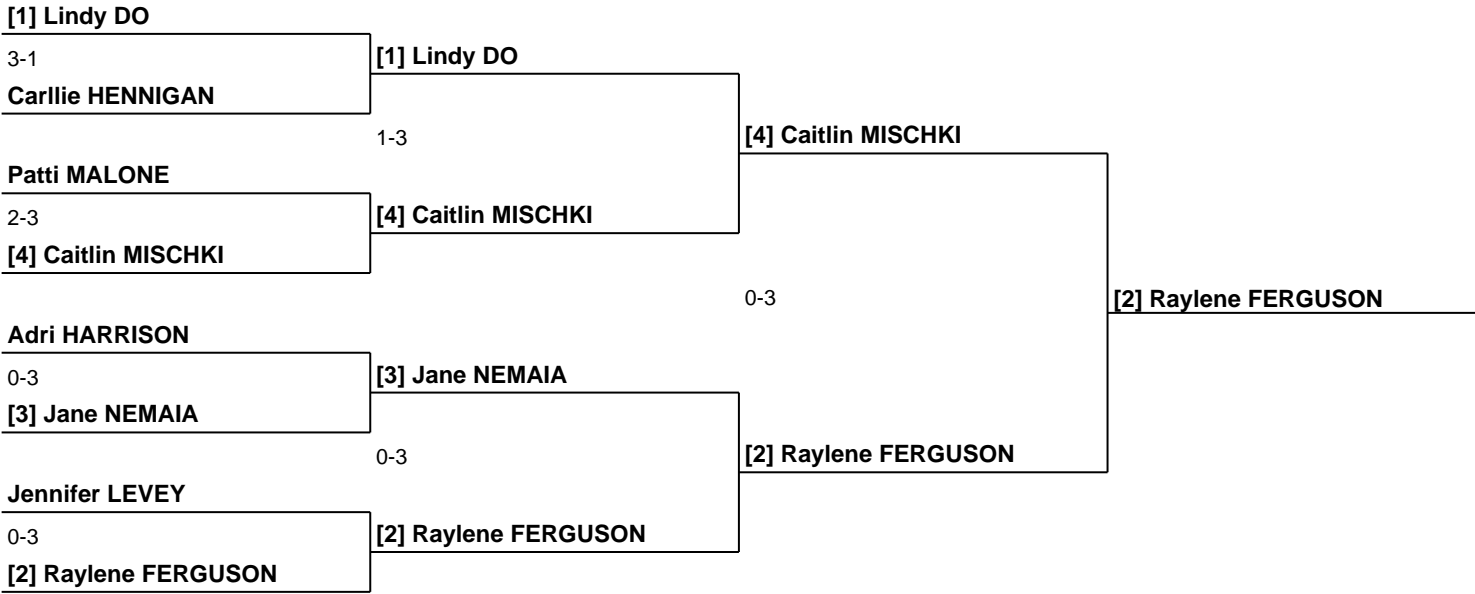 [1] Lindy DO
3-1
[1] Lindy DO
Carllie HENNIGAN
1-3
[4] Caitlin MISCHKI
Patti MALONE
2-3
[4] Caitlin MISCHKI
[4] Caitlin MISCHKI
0-3
[2] Raylene FERGUSON
Adri HARRISON
0-3
[3] Jane NEMAIA
[3] Jane NEMAIA
0-3
[2] Raylene FERGUSON
Jennifer LEVEY
0-3
[2] Raylene FERGUSON
[2] Raylene FERGUSON